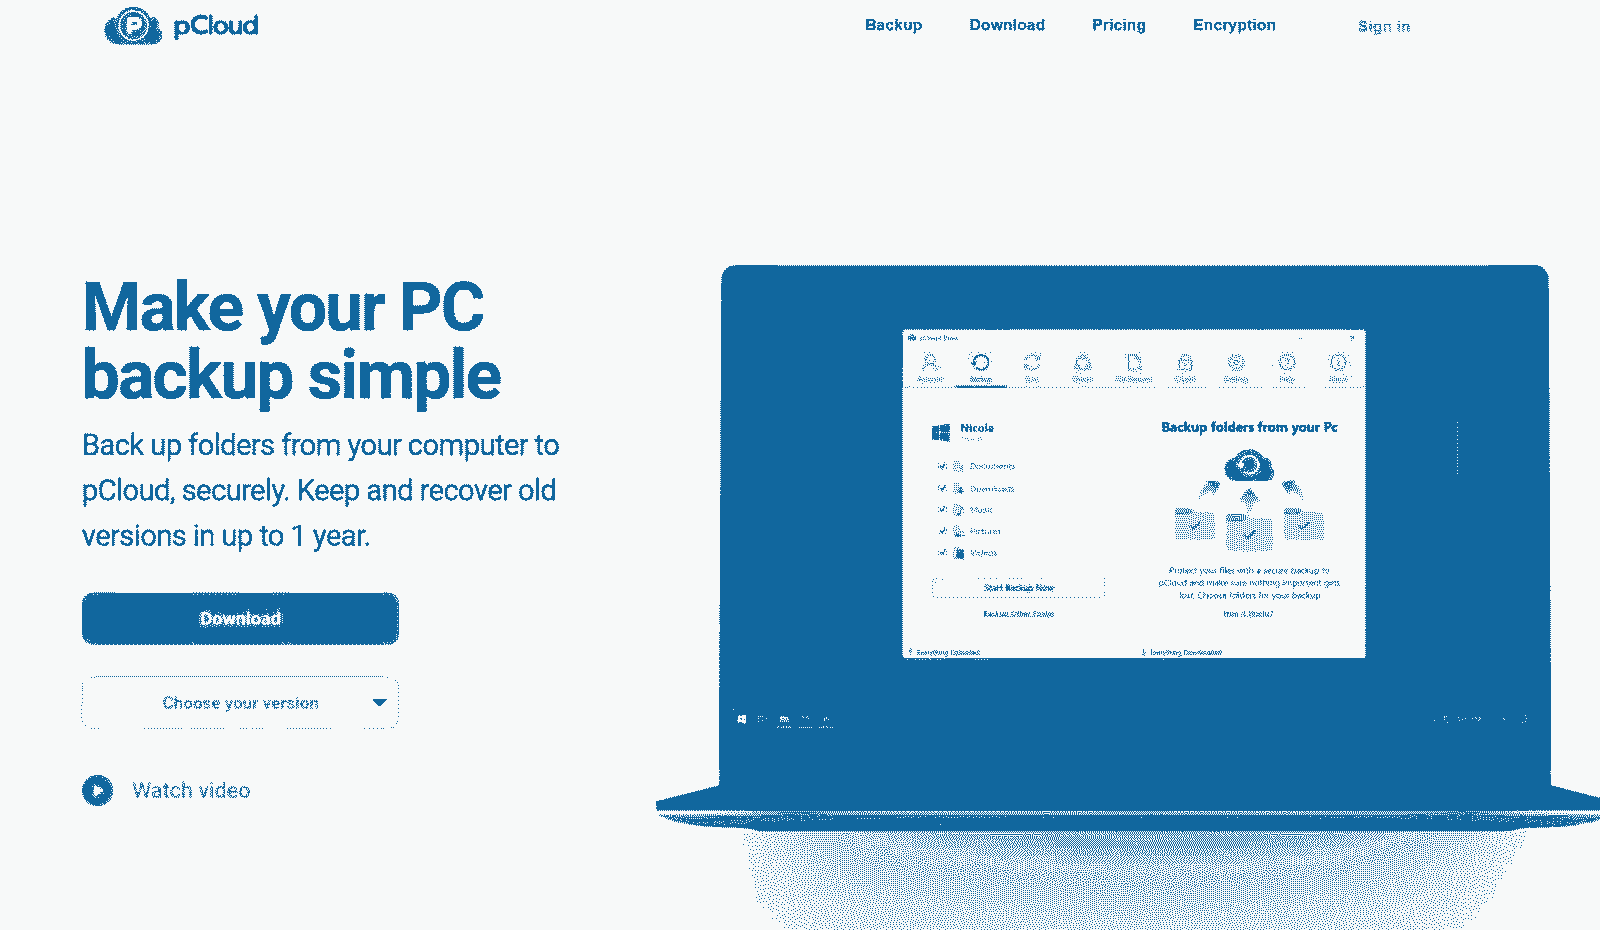 pCloud
Backup Download Pricing Encryption Sign in
Make your PC
backup simple
Back up folders from your computer to
pCloud, securely. Keep and recover old
versions in up to 1 year.
Download
Choose your version
Watch video
pCloud Drive
Backup
Nicole
Documents
Downloads
Music
Pictures
Videos
Start Backup Now
Backup folders from your Pc
Protect your files with a secure backup to
pCloud and make sure nothing important gets
lost. Choose folders for your backup
Everything Uploaded
Everything Downloaded